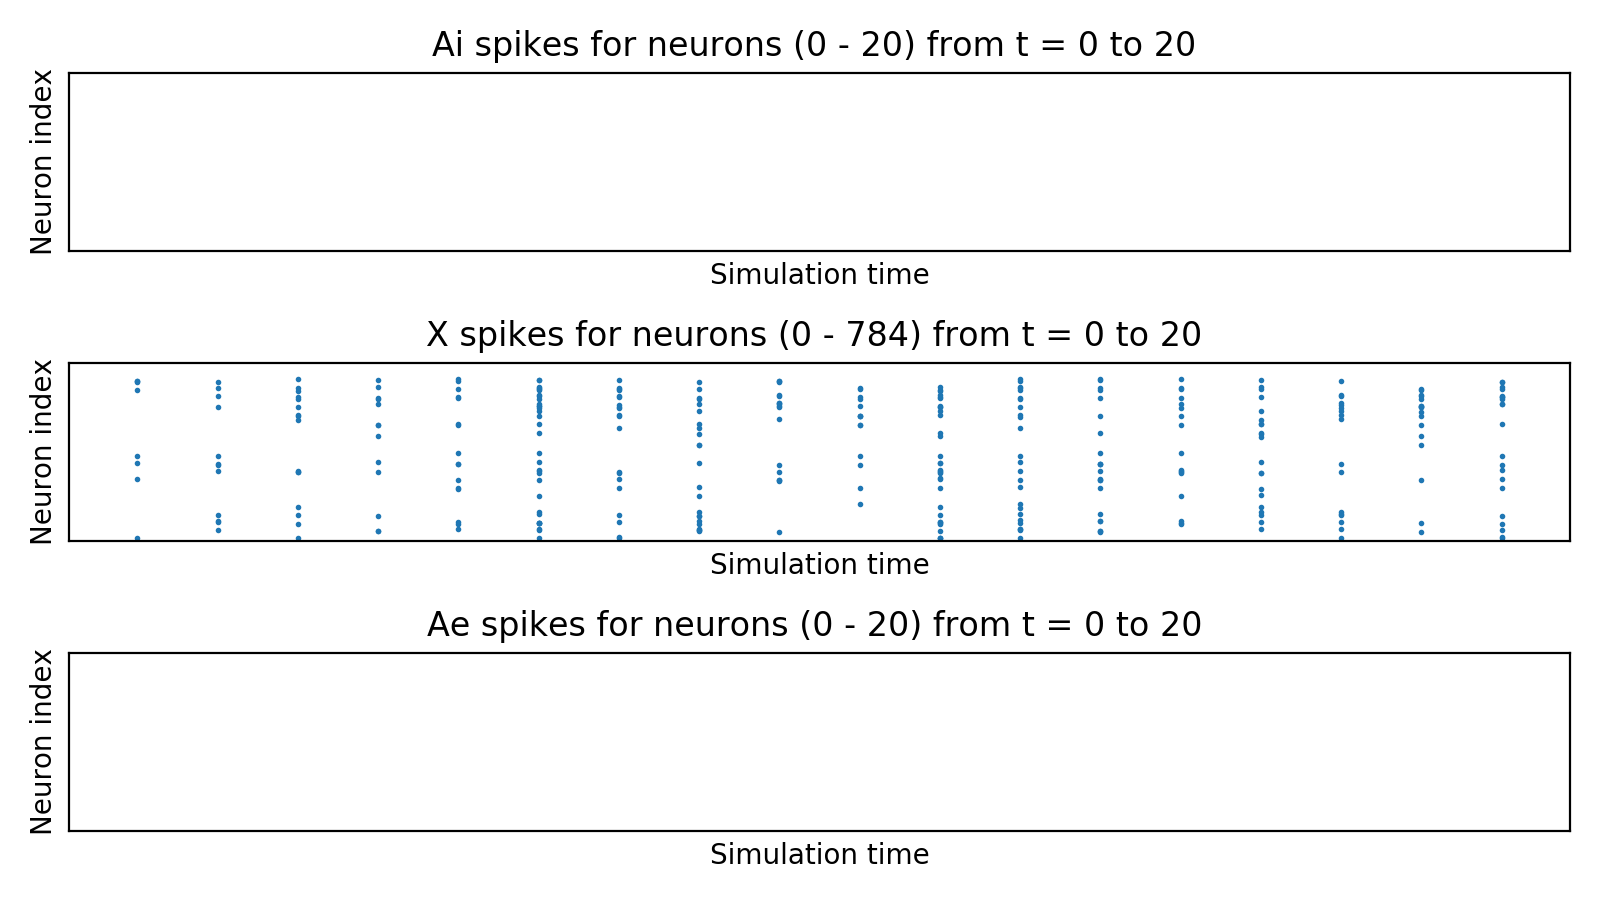 Ai spikes for neurons (0 - 20) from t = 0 to 20
Neuron index
Simulation time
X spikes for neurons (0 - 784) from t = 0 to 20
Neuron index
Simulation time
Ae spikes for neurons (0 - 20) from t = 0 to 20
Neuron index
Simulation time